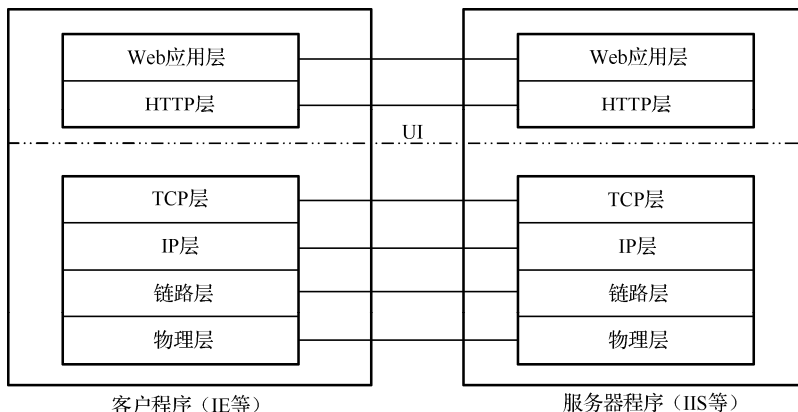 Web应用层
Web应用层
HTTP层
HTTP层
UI
TCP层
TCP层
IP层
IP层
链路层
链路层
物理层
物理层
客户程序（IE等）
服务器程序（IIS等）